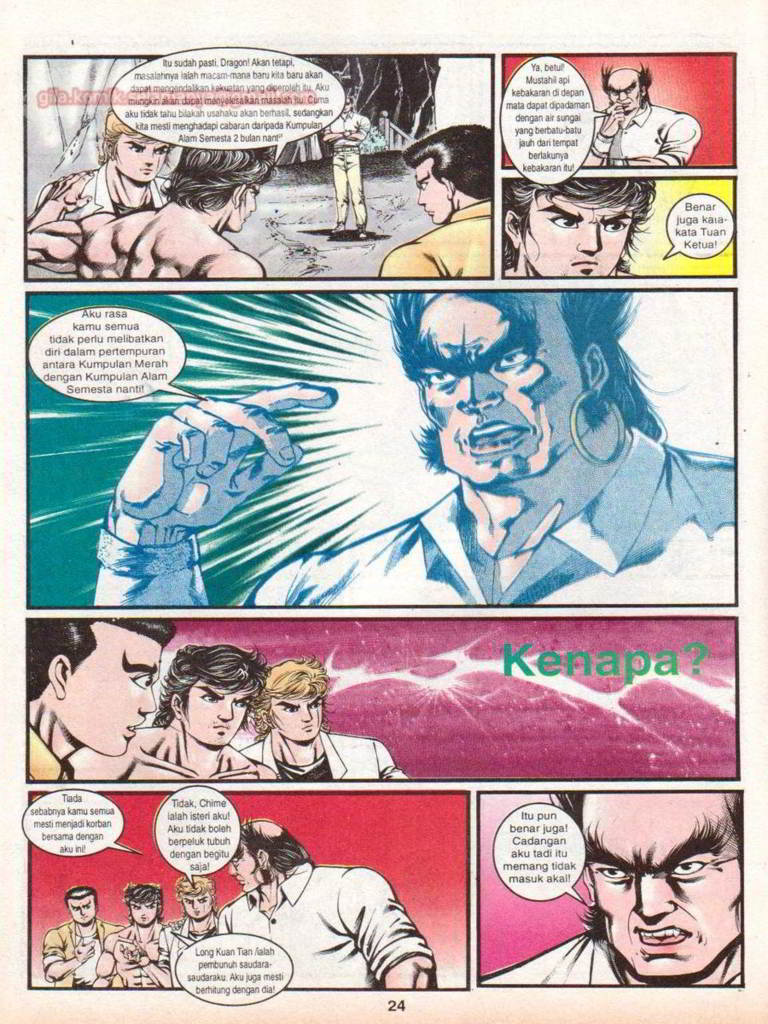 Itu sudah pasti, Dragon! Akan tetapi,
masalahnya ialah macam-mana baru kita baru akan
dapat mengendalikan kekuatan yang diperoleh itu. Aku
mungkin akan dapat menyelesaikan masalah itu. Cuma
aku tidak tahu bilakah usahaku akan berhasil, sedangkan
kita mesti menghadapi cabaran daripada Kumpulan
Alam Semesta 2 bulan nanti!
Ya, betul!
Mustahil api
kebakaran di depan
mata dapat dipadaman
dengan air sungai
yang berbatu-batu
jauh dari tempat
berlakunya
kebakaran itu!
Benar
juga kata-
kata Tuan
Ketua!
Aku rasa
kamu semua
tidak perlu melibatkan
diri dalam pertempuran
antara Kumpulan Merah
dengan Kumpulan Alam
Semesta nanti!
Kenapa?
Tiada
sebabnya kamu semua
mesti menjadi korban
bersama dengan
aku ini!
Tidak, Chime
ialah isteri aku!
Aku tidak boleh
berpeluk tubuh
dengan begitu
saja!
Long Kuan Tian ialah
pembunuh saudara-
saudaraku. Aku juga mesti
berhitung dengan dia!
Itu pun
benar juga!
Cadangan
aku tadi itu
memang tidak
masuk akal!
24